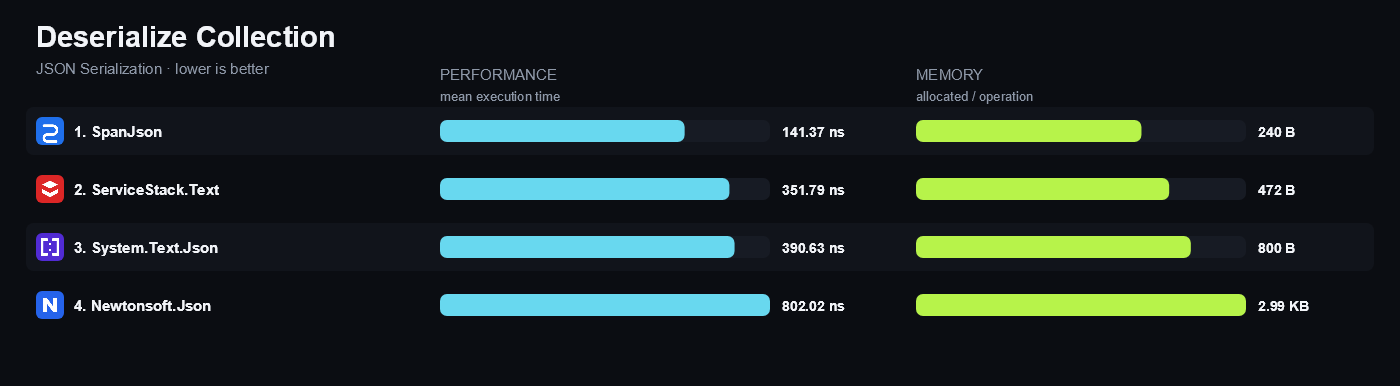 Deserialize Collection
JSON Serialization · lower is better
PERFORMANCE
mean execution time
MEMORY
allocated / operation
1. SpanJson 141.37 ns 240 B
2. ServiceStack.Text 351.79 ns 472 B
3. System.Text.Json 390.63 ns 800 B
N 4. Newtonsoft.Json 802.02 ns 2.99 KB